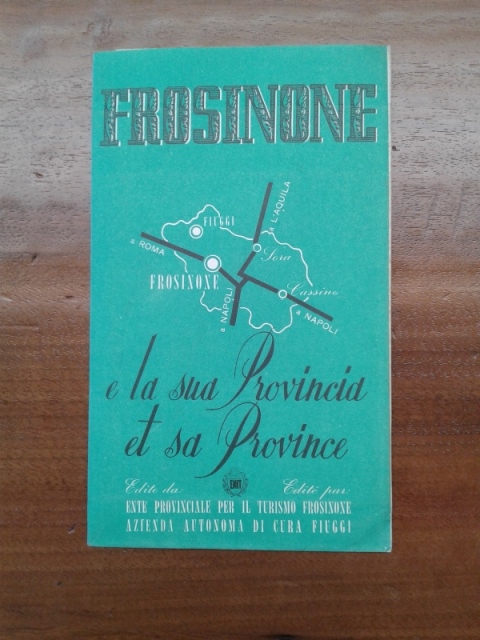 FROSINONE
FIUGGI
a L'AQUILA
a ROMA
Sora
FROSINONE
Cassino
a NAPOLI
a NAPOLI
e la sua Provincia
et sa Province
Edito da: Edité par:
ENIT
ENTE PROVINCIALE PER IL TURISMO FROSINONE
AZIENDA AUTONOMA DI CURA FIUGGI